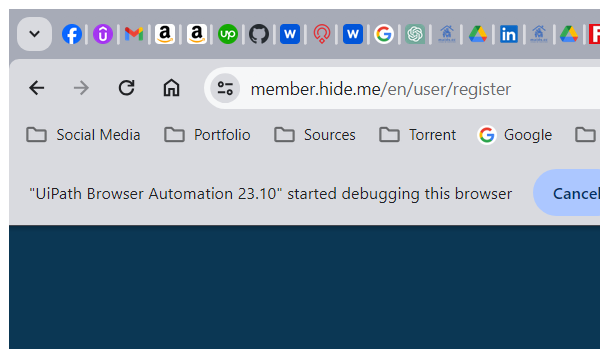 member.hide.me/en/user/register
Social Media Portfolio Sources Torrent Google
"UiPath Browser Automation 23.10" started debugging this browser Cancel